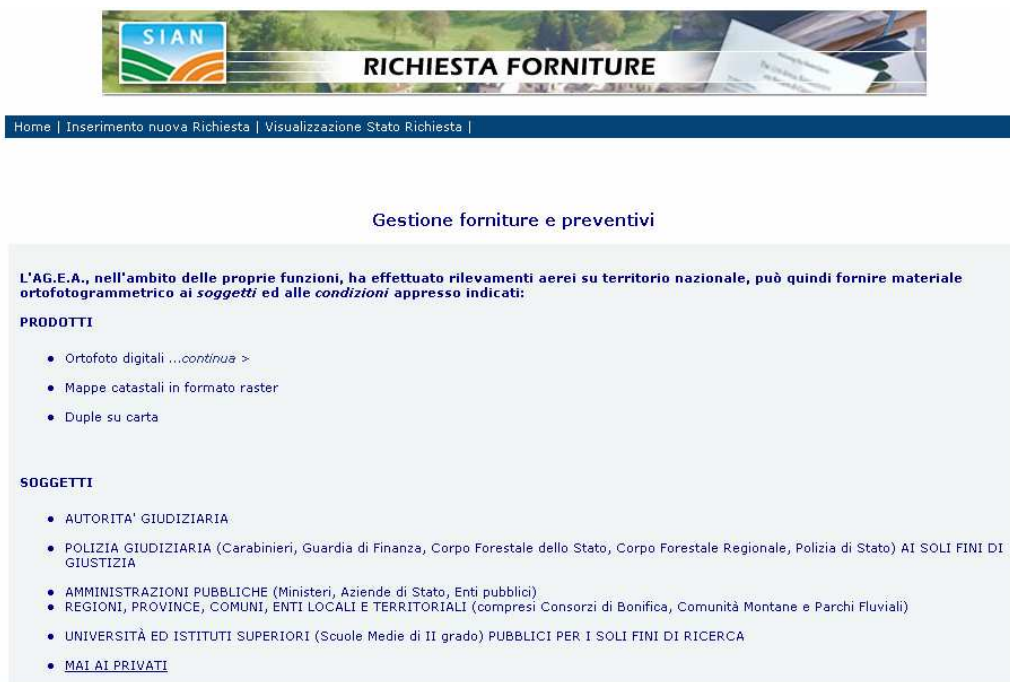 SIAN
RICHIESTA FORNITURE
Home | Inserimento nuova Richiesta | Visualizzazione Stato Richiesta |
Gestione forniture e preventivi
L'AG.E.A., nell'ambito delle proprie funzioni, ha effettuato rilevamenti aerei su territorio nazionale, può quindi fornire materiale
ortofotogrammetrico ai soggetti ed alle condizioni appresso indicati:
PRODOTTI
• Ortofoto digitali ...continua >
• Mappe catastali in formato raster
• Duple su carta
SOGGETTI
• AUTORITA' GIUDIZIARIA
• POLIZIA GIUDIZIARIA (Carabinieri, Guardia di Finanza, Corpo Forestale dello Stato, Corpo Forestale Regionale, Polizia di Stato) AI SOLI FINI DI
GIUSTIZIA
• AMMINISTRAZIONI PUBBLICHE (Ministeri, Aziende di Stato, Enti pubblici)
• REGIONI, PROVINCE, COMUNI, ENTI LOCALI E TERRITORIALI (compresi Consorzi di Bonifica, Comunità Montane e Parchi Fluviali)
• UNIVERSITÀ ED ISTITUTI SUPERIORI (Scuole Medie di II grado) PUBBLICI PER I SOLI FINI DI RICERCA
• MAI AI PRIVATI